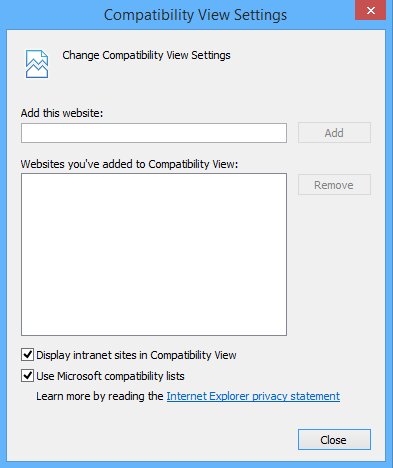 Compatibility View Settings
Change Compatibility View Settings
Add this website:
Add
Websites you've added to Compatibility View:
Remove
Display intranet sites in Compatibility View
Use Microsoft compatibility lists
Learn more by reading the Internet Explorer privacy statement
Close